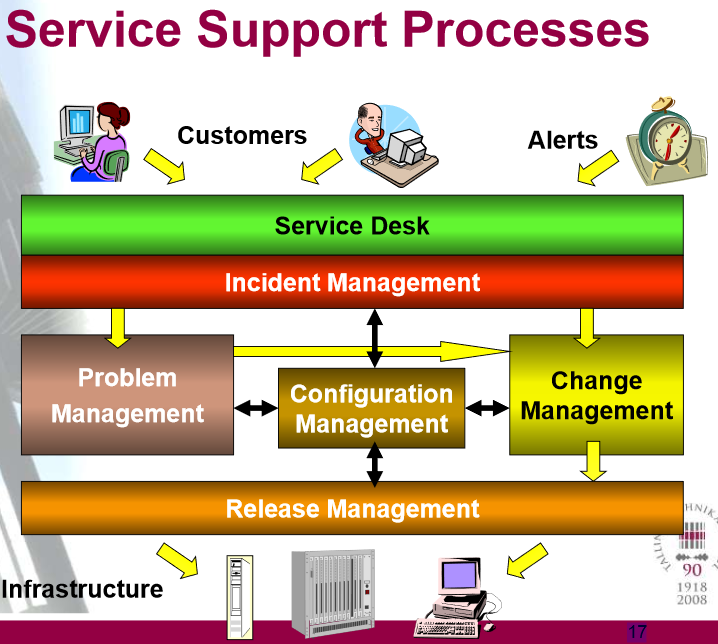 Service Support Processes
Customers
Alerts
Service Desk
Incident Management
Problem
Management
Configuration
Management
Change
Management
Release Management
Infrastructure
90
1918
2008
17